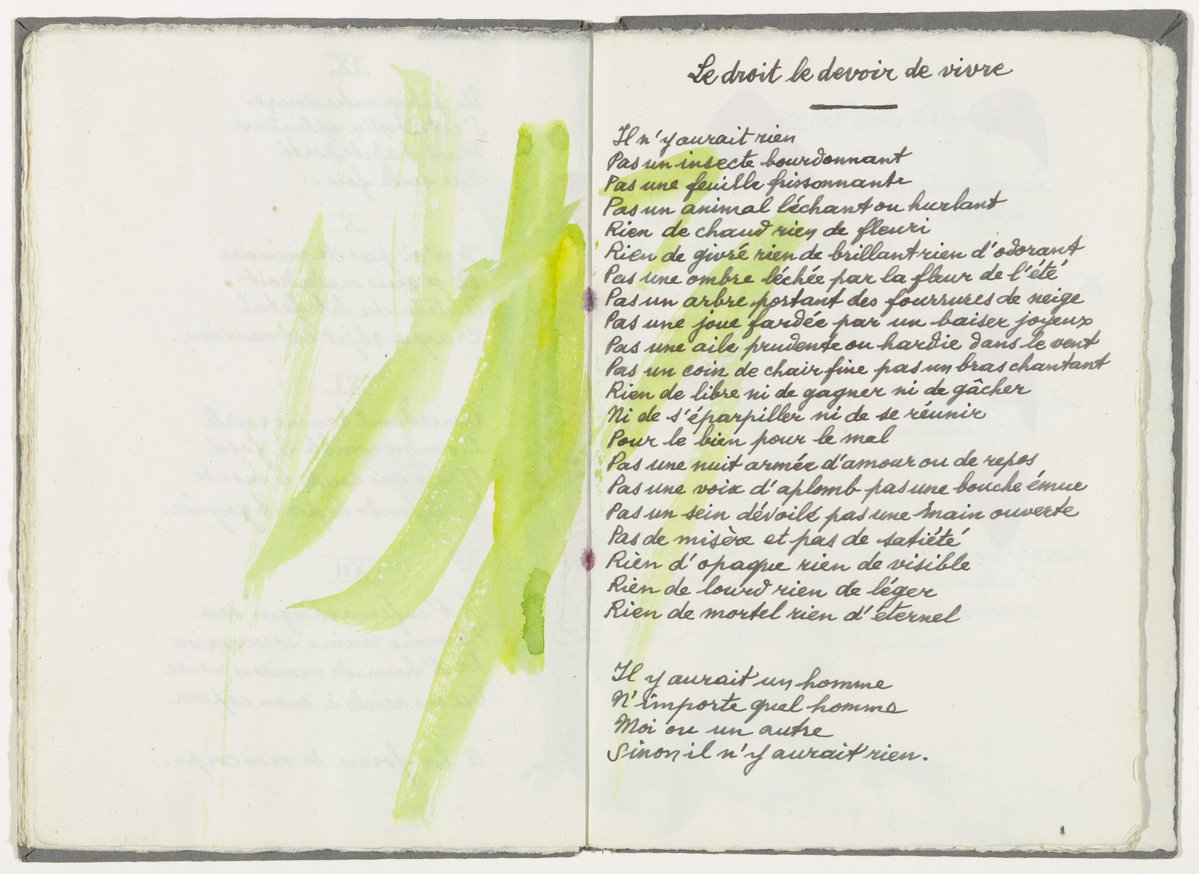 Le droit le devoir de vivre
Il n'y aurait rien
Pas un insecte bourdonnant
Pas une feuille frissonnante
Pas un animal léchant ou hurlant
Rien de chaud rien de fleuri
Rien de givré rien de brillant rien d'odorant
Pas une ombre léchée par la fleur de l'été
Pas un arbre portant des fourrures de neige
Pas une joue fardée par un baiser joyeux
Pas une aile prudente ou hardie dans le vent
Pas un coin de chair fine pas un bras chantant
Rien de libre ni de gagner ni de gâcher
Ni de s'éparpiller ni de se réunir
Pour le bien pour le mal
Pas une nuit armée d'amour ou de repos
Pas une voix d'aplomb pas une bouche émue
Pas un sein dévoilé pas une main ouverte
Pas de misère et pas de satiété
Rien d'opaque rien de visible
Rien de lourd rien de léger
Rien de mortel rien d'éternel
Il y aurait un homme
N'importe quel homme
Moi ou un autre
Sinon il n'y aurait rien.